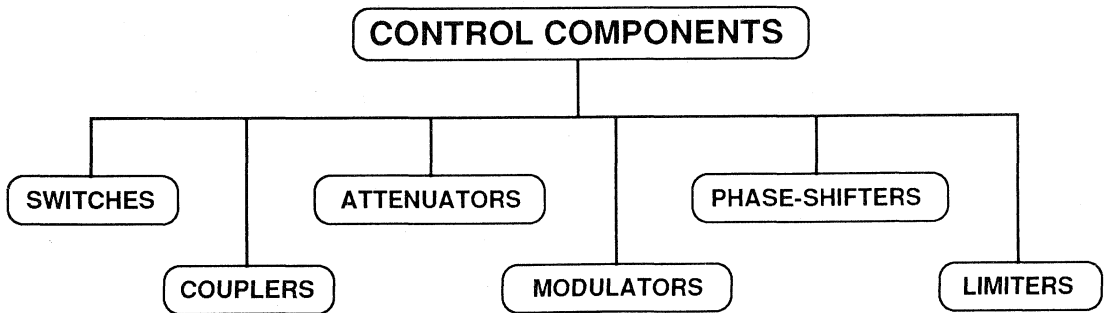 CONTROL COMPONENTS
SWITCHES
ATTENUATORS
PHASE-SHIFTERS
COUPLERS
MODULATORS
LIMITERS